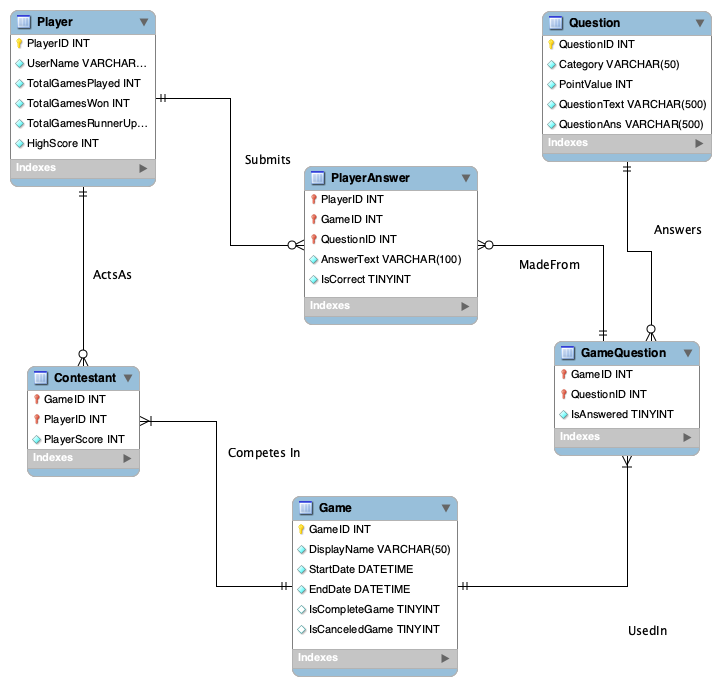 Player
PlayerID INT
UserName VARCHAR...
TotalGamesPlayed INT
TotalGamesWon INT
TotalGamesRunnerUp...
HighScore INT
Indexes
Question
QuestionID INT
Category VARCHAR(50)
PointValue INT
QuestionText VARCHAR(500)
QuestionAns VARCHAR(500)
Indexes
Submits
PlayerAnswer
PlayerID INT
GameID INT
QuestionID INT
AnswerText VARCHAR(100)
IsCorrect TINYINT
Indexes
Answers
MadeFrom
ActsAs
GameQuestion
GameID INT
QuestionID INT
IsAnswered TINYINT
Indexes
Contestant
GameID INT
PlayerID INT
PlayerScore INT
Indexes
Competes In
Game
GameID INT
DisplayName VARCHAR(50)
StartDate DATETIME
EndDate DATETIME
IsCompleteGame TINYINT
IsCanceledGame TINYINT
Indexes
UsedIn